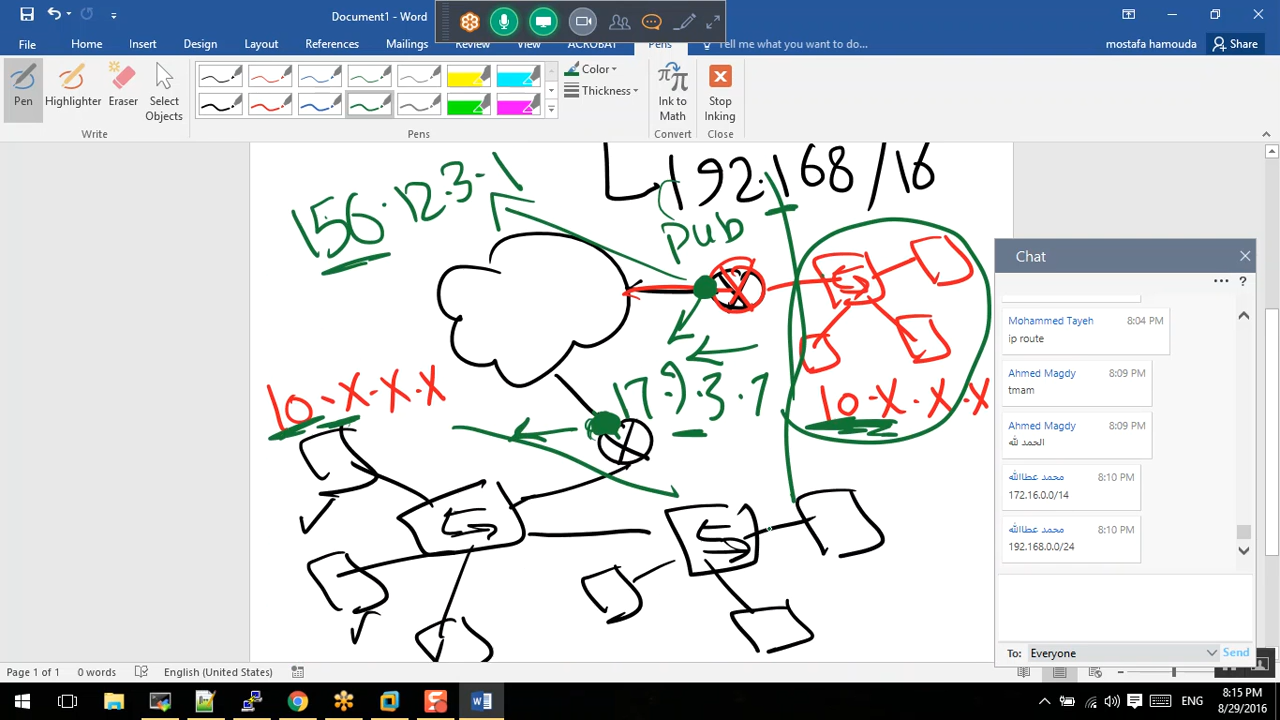 Document1 - Word
mostafa hamouda
Share
File
Home
Insert
Design
Layout
References
Mailings
Review
View
ACROBAT
Pens
Tell me what you want to do...
Pen
Highlighter
Eraser
Select
Objects
Color
Thickness
Ink to
Math
Stop
Inking
Write
Pens
Convert
Close
192.168/16
156.12.3.1
Pub
10.X.X.X
17.9.3.1
10.X.X.X
Chat
Mohammed Tayeh 8:04 PM
ip route
Ahmed Magdy 8:09 PM
tmam
Ahmed Magdy 8:09 PM
الحمد لله
محمد عطاالله 8:10 PM
172.16.0.0/14
محمد عطاالله 8:10 PM
192.168.0.0/24
To: Everyone
Send
Page 1 of 1
0 words
English (United States)
ENG
8:15 PM
8/29/2016